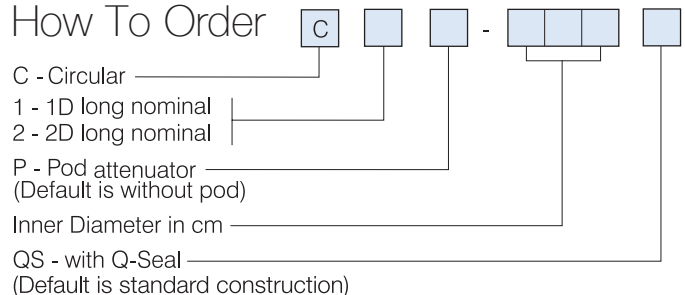 How To Order C -
C - Circular
1 - 1D long nominal
2 - 2D long nominal
P - Pod attenuator
(Default is without pod)
Inner Diameter in cm
QS - with Q-Seal
(Default is standard construction)